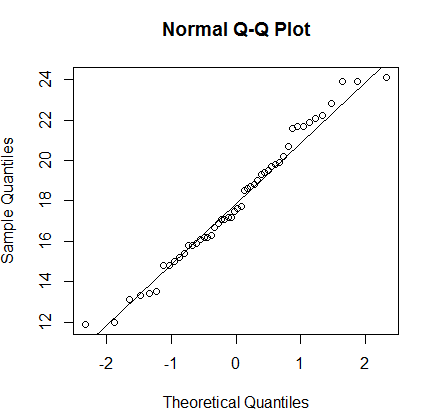 Normal Q-Q Plot
Sample Quantiles
24
22
20
18
16
14
12
-2 -1 0 1 2
Theoretical Quantiles